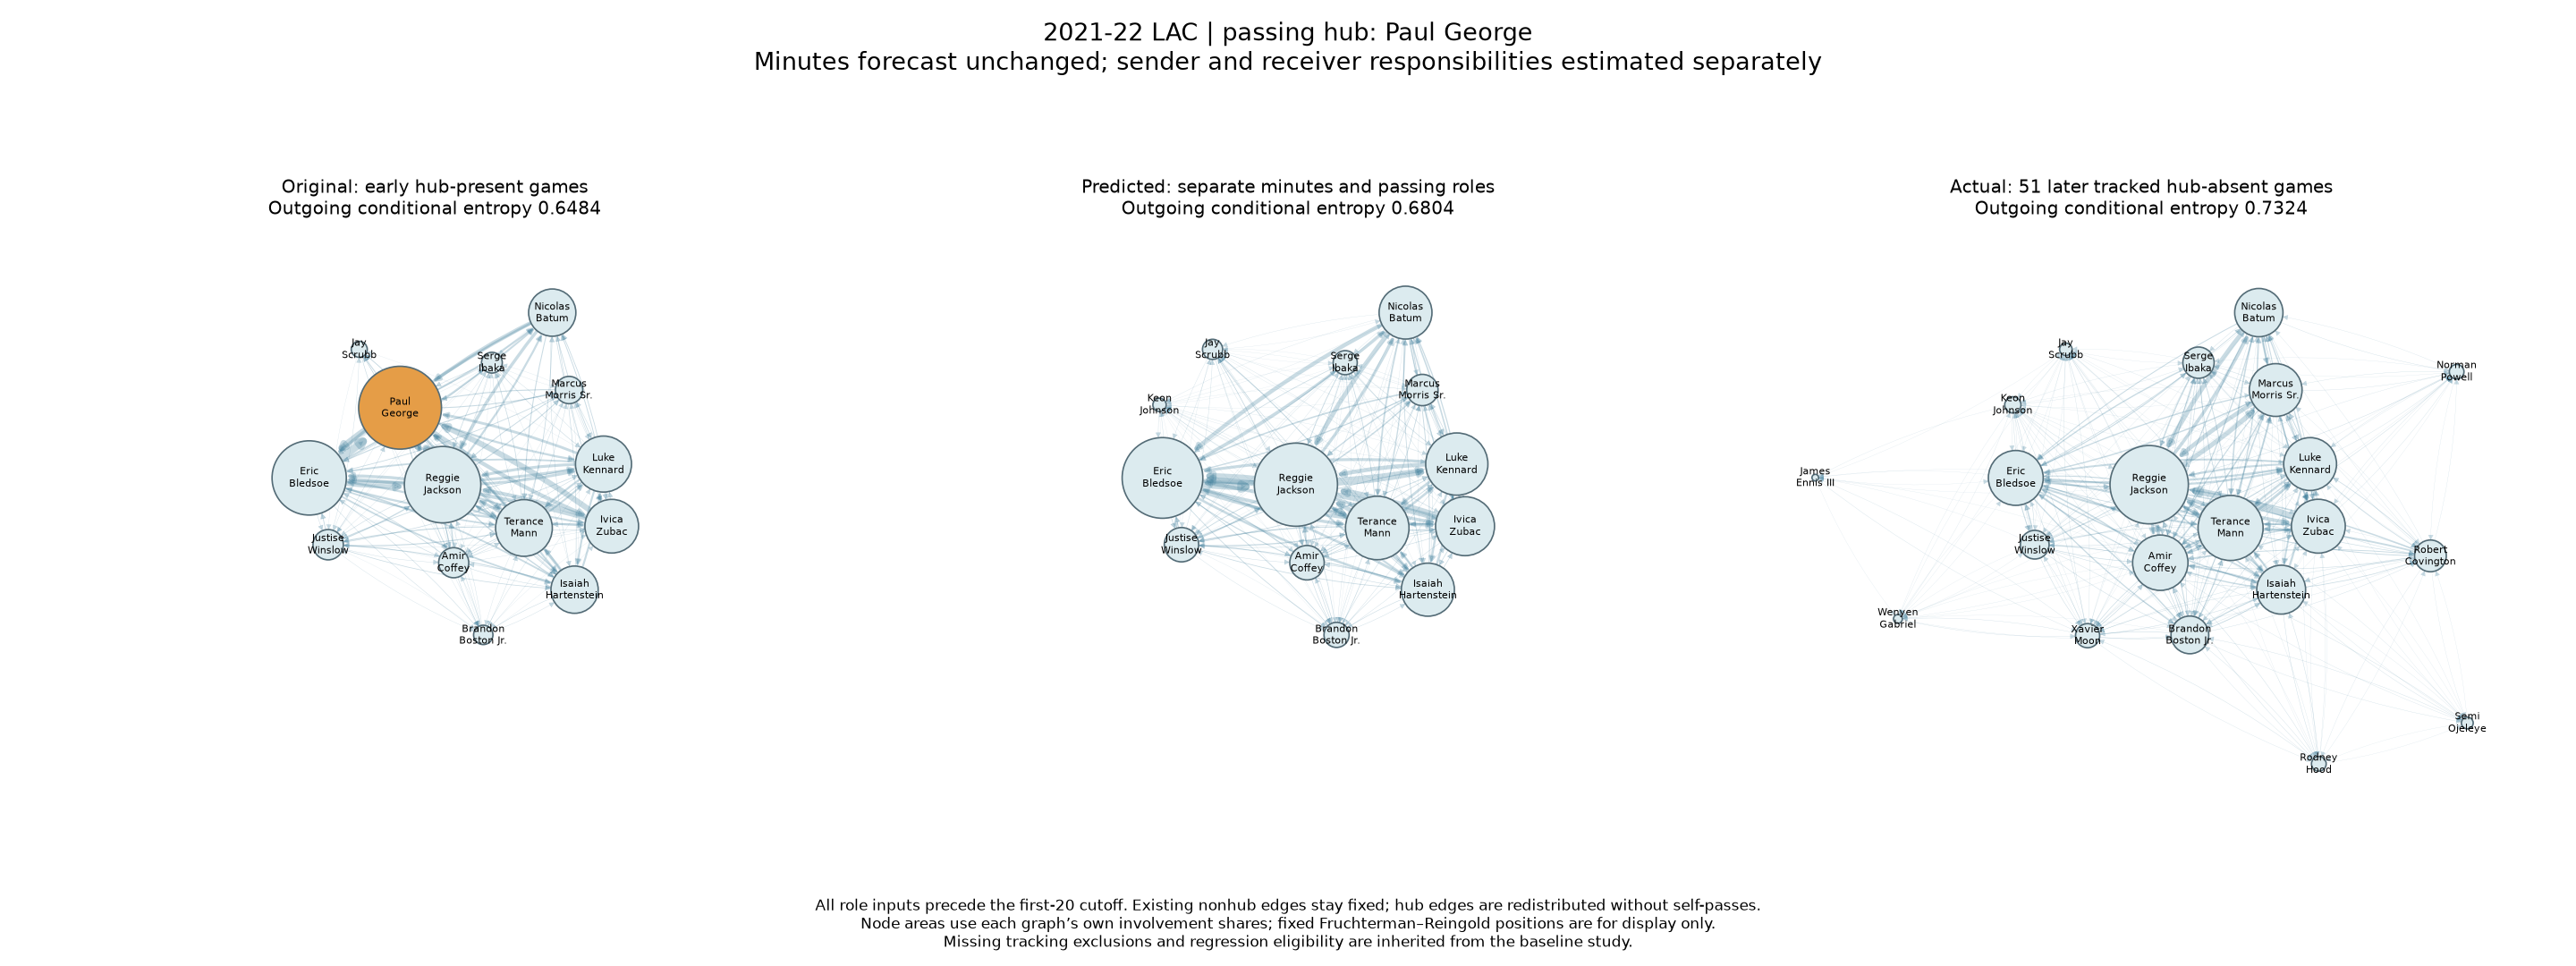 2021-22 LAC | passing hub: Paul George
Minutes forecast unchanged; sender and receiver responsibilities estimated separately
Original: early hub-present games
Outgoing conditional entropy 0.6484
Nicolas
Batum
Jay
Scrubb
Serge
Ibaka
Marcus
Morris Sr.
Paul
George
Eric
Bledsoe
Reggie
Jackson
Luke
Kennard
Terance
Mann
Ivica
Zubac
Justise
Winslow
Amir
Coffey
Isaiah
Hartenstein
Brandon
Boston Jr.
Predicted: separate minutes and passing roles
Outgoing conditional entropy 0.6804
Nicolas
Batum
Jay
Scrubb
Serge
Ibaka
Marcus
Morris Sr.
Keon
Johnson
Eric
Bledsoe
Reggie
Jackson
Luke
Kennard
Terance
Mann
Ivica
Zubac
Justise
Winslow
Amir
Coffey
Isaiah
Hartenstein
Brandon
Boston Jr.
Actual: 51 later tracked hub-absent games
Outgoing conditional entropy 0.7324
Nicolas
Batum
Jay
Scrubb
Serge
Ibaka
Norman
Powell
Marcus
Morris Sr.
Keon
Johnson
James
Ennis III
Eric
Bledsoe
Reggie
Jackson
Luke
Kennard
Terance
Mann
Ivica
Zubac
Justise
Winslow
Amir
Coffey
Robert
Covington
Isaiah
Hartenstein
Wenyen
Gabriel
Xavier
Moon
Brandon
Boston Jr.
Semi
Ojeleye
Rodney
Hood
All role inputs precede the first-20 cutoff. Existing nonhub edges stay fixed; hub edges are redistributed without self-passes.
Node areas use each graph’s own involvement shares; fixed Fruchterman–Reingold positions are for display only.
Missing tracking exclusions and regression eligibility are inherited from the baseline study.